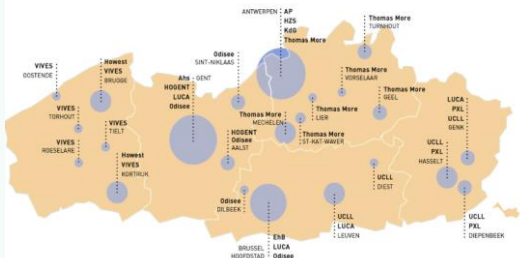 ANTWERPEN AP
HZS
KdG
Thomas More
Thomas More
TURNHOUT
Odisee
SINT-NIKLAAS
Thomas More
VORSELAAR
Thomas More
GEEL
VIVES
OOSTENDE
Howest
VIVES
BRUGGE
Ahs GENT
HOGENT
LUCA
Odisee
LUCA
PXL
UCLL
GENK
VIVES
TORHOUT
VIVES
TIELT
Thomas More
MECHELEN
Thomas More
LIER
Thomas More
ST-KAT-WAVER
HOGENT
Odisee
AALST
VIVES
ROESELARE
Howest
VIVES
KORTRIJK
UCLL
PXL
HASSELT
UCLL
DIEST
Odisee
DILBEEK
UCLL
LUCA
LEUVEN
UCLL
PXL
DIEPENBEEK
EhB
BRUSSEL LUCA
HOOFDSTAD Odisee